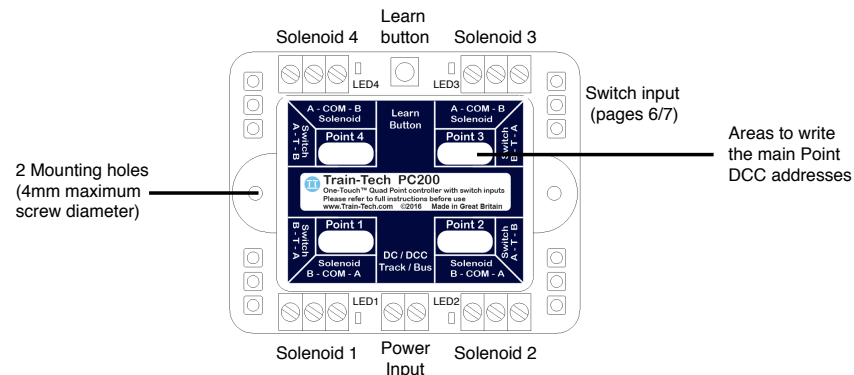 Learn
button
Solenoid 4
Solenoid 3
LED4
LED3
Switch input
(pages 6/7)
A - COM - B
Solenoid
Learn
Button
A - COM - B
Solenoid
Switch
A - T - B
Point 4
Point 3
Switch
B - T - A
Areas to write
the main Point
DCC addresses
2 Mounting holes
(4mm maximum
screw diameter)
TT
Train-Tech PC200
One-Touch™ Quad Point controller with switch inputs
Please refer to full instructions before use
www.Train-Tech.com ©2016 Made in Great Britain
Switch
B - T - A
Point 1
Point 2
Switch
A - T - B
DC / DCC
Track / Bus
Solenoid
B - COM - A
Solenoid
B - COM - A
LED1
LED2
Solenoid 1
Power
Input
Solenoid 2